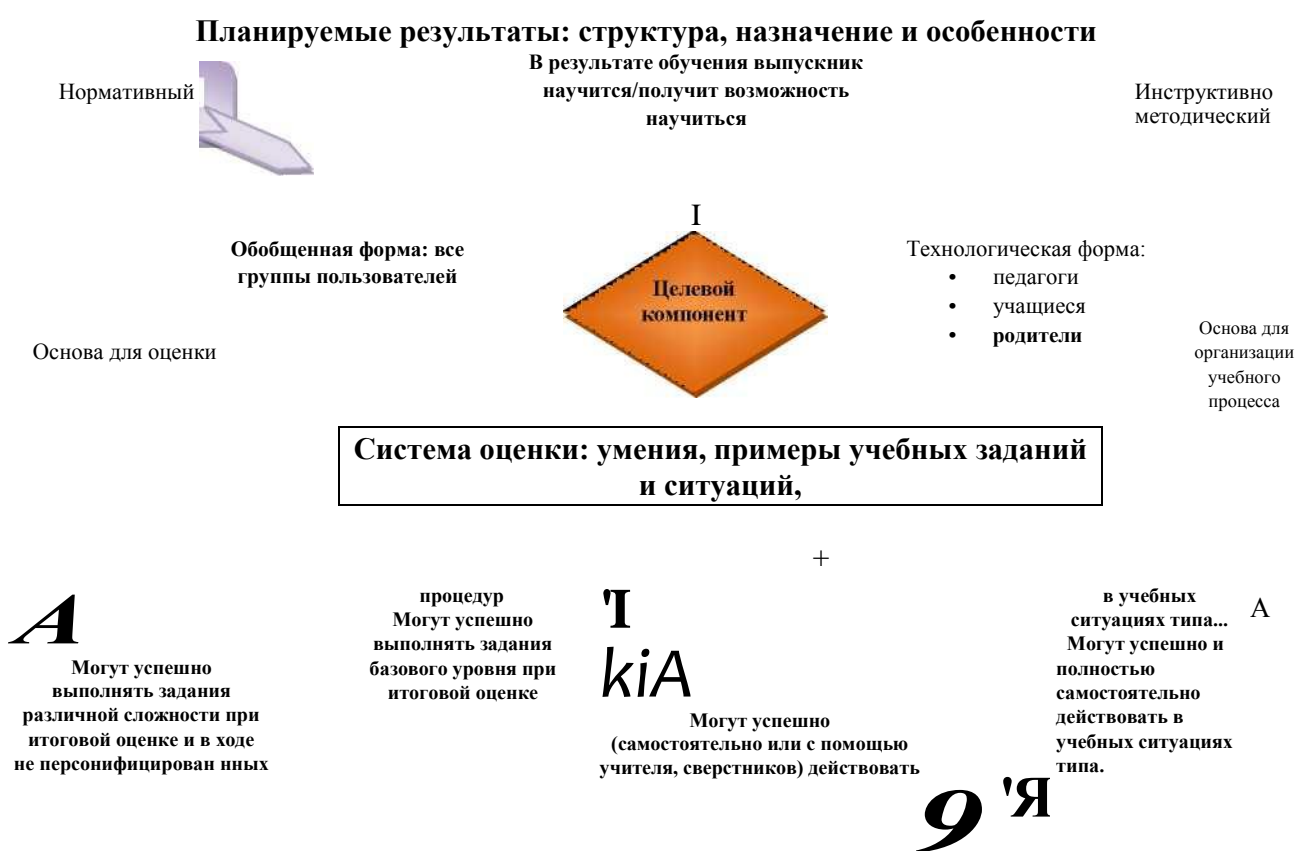 Планируемые результаты: структура, назначение и особенности
В результате обучения выпускник
научится/получит возможность
научиться
Нормативный
Инструктивно
методический
I
Обобщенная форма: все
группы пользователей
Целевой
компонент
Технологическая форма:
• педагоги
• учащиеся
• родители
Основа для оценки
Основа для
организации
учебного
процесса
Система оценки: умения, примеры учебных заданий
и ситуаций,
+
A
Могут успешно
выполнять задания
различной сложности при
итоговой оценке и в ходе
не персонифицирован нных
процедур
Могут успешно
выполнять задания
базового уровня при
итоговой оценке
'I
kiA
Могут успешно
(самостоятельно или с помощью
учителя, сверстников) действовать
в учебных
ситуациях типа...
Могут успешно и
полностью
самостоятельно
действовать в
учебных ситуациях
типа.
A
9 'Я